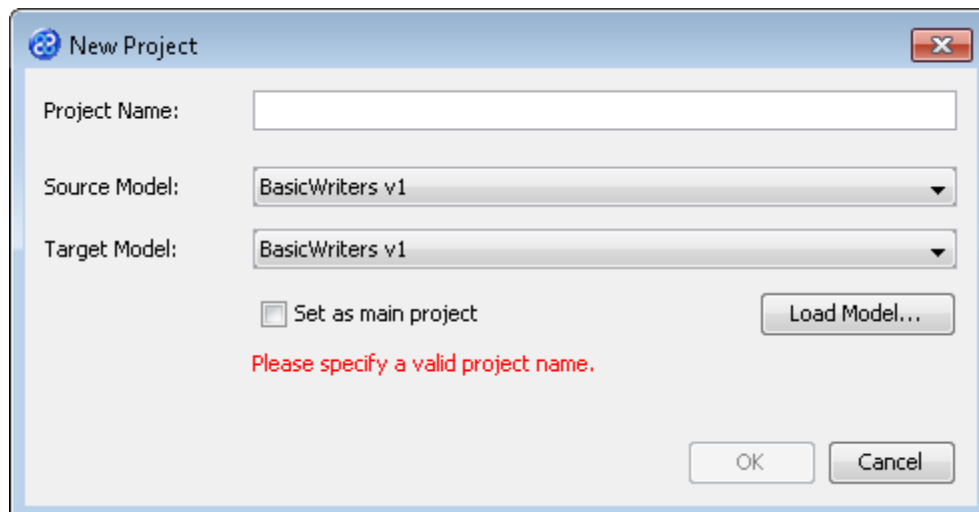 New Project
Project Name:
Source Model: BasicWriters v1
Target Model: BasicWriters v1
Set as main project Load Model...
Please specify a valid project name.
OK Cancel